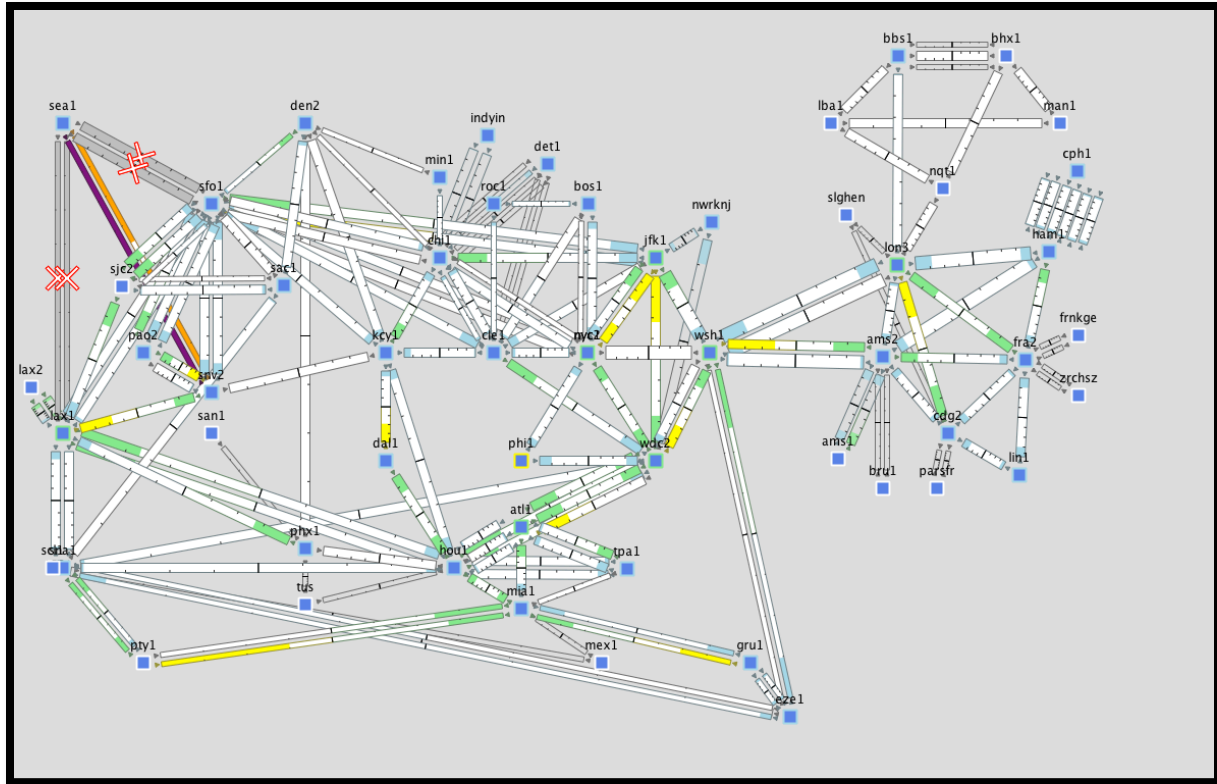 bbs1
bhx1
sea1
den2
lba1
man1
indyin
min1
det1
cph1
sfo1
roc1
bos1
nqt1
nwrknj
slghen
chi1
jfk1
lon3
ham1
sjc2
sac1
pao2
kcy1
cle1
nyc2
wsh1
ams2
fra2
frnkge
lax2
snv2
zrchsz
lax1
san1
dal1
phi1
wdc2
ams1
cdg2
bru1
parsfr
lin1
phx1
atl1
hou1
tpa1
tus
mia1
pty1
mex1
gru1
eze1